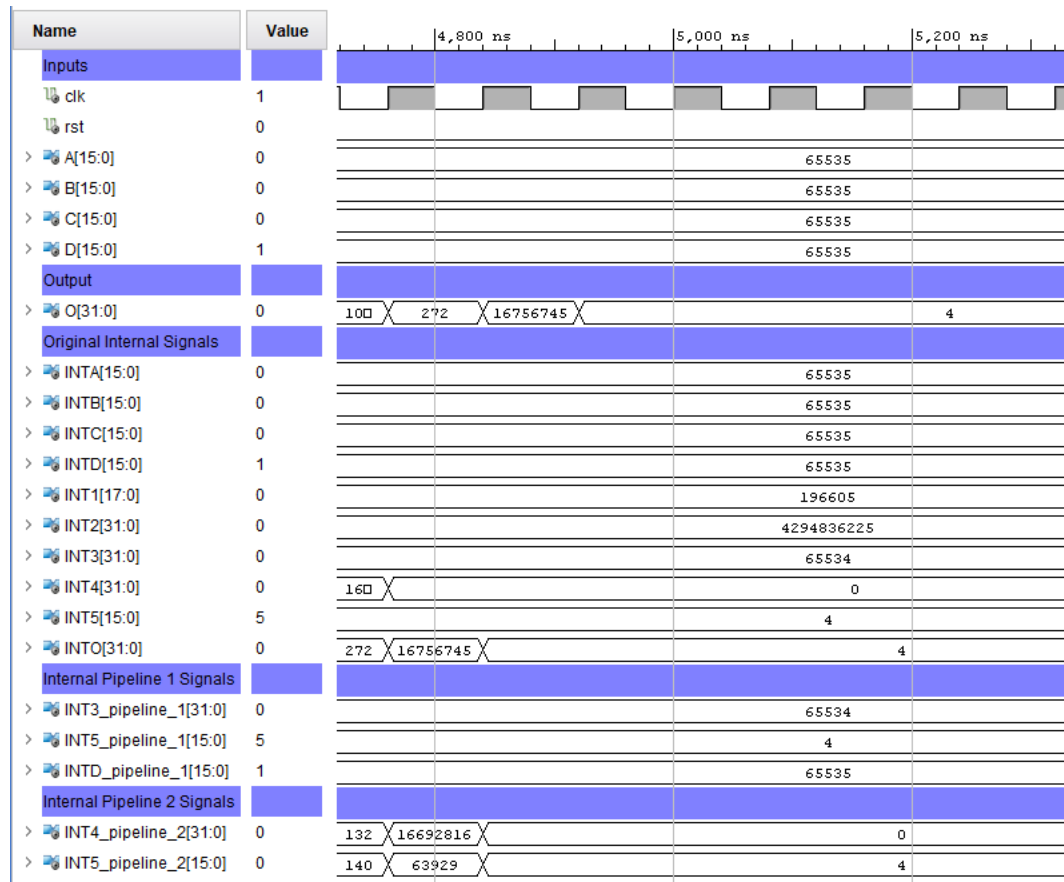 Name Value 4,800 ns 5,000 ns 5,200 ns
Inputs
clk 1
rst 0
A[15:0] 0 65535
B[15:0] 0 65535
C[15:0] 0 65535
D[15:0] 1 65535
Output
O[31:0] 0 10□ 272 16756745 4
Original Internal Signals
INTA[15:0] 0 65535
INTB[15:0] 0 65535
INTC[15:0] 0 65535
INTD[15:0] 1 65535
INT1[17:0] 0 196605
INT2[31:0] 0 4294836225
INT3[31:0] 0 65534
INT4[31:0] 0 16□ 0
INT5[15:0] 5 4
INTO[31:0] 0 272 16756745 4
Internal Pipeline 1 Signals
INT3_pipeline_1[31:0] 0 65534
INT5_pipeline_1[15:0] 5 4
INTD_pipeline_1[15:0] 1 65535
Internal Pipeline 2 Signals
INT4_pipeline_2[31:0] 0 132 16692816 0
INT5_pipeline_2[15:0] 0 140 63929 4